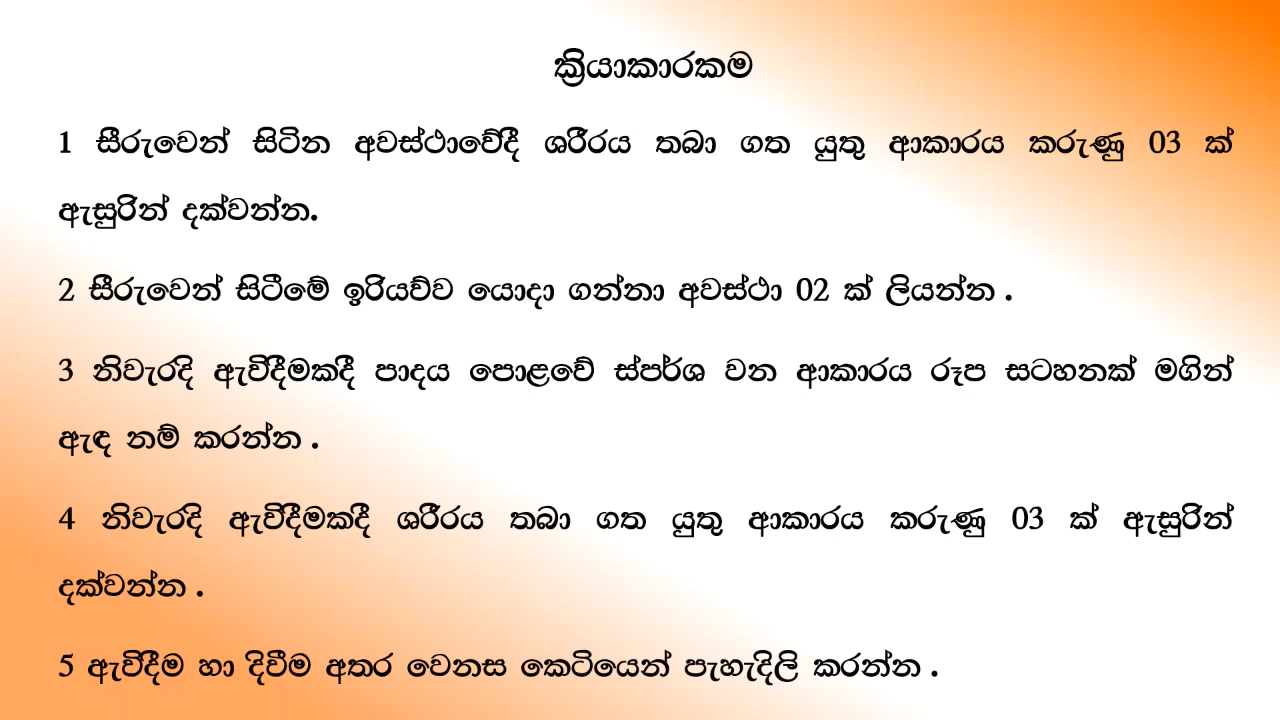 ක්‍රියාකාරකම
1 සීරුවෙන් සිටින අවස්ථාවේදී ශරීරය තබා ගත යුතු ආකාරය කරුණු 03 ක්
ඇසුරින් දක්වන්න.
2 සීරුවෙන් සිටීමේ ඉරියව්ව යොදා ගන්නා අවස්ථා 02 ක් ලියන්න .
3 නිවැරදි ඇවිදීමකදී පාදය පොළවේ ස්පර්ශ වන ආකාරය රූප සටහනක් මගින්
ඇඳ නම් කරන්න .
4 නිවැරදි ඇවිදීමකදී ශරීරය තබා ගත යුතු ආකාරය කරුණු 03 ක් ඇසුරින්
දක්වන්න .
5 ඇවිදීම හා දිවීම අතර වෙනස කෙටියෙන් පැහැදිලි කරන්න .